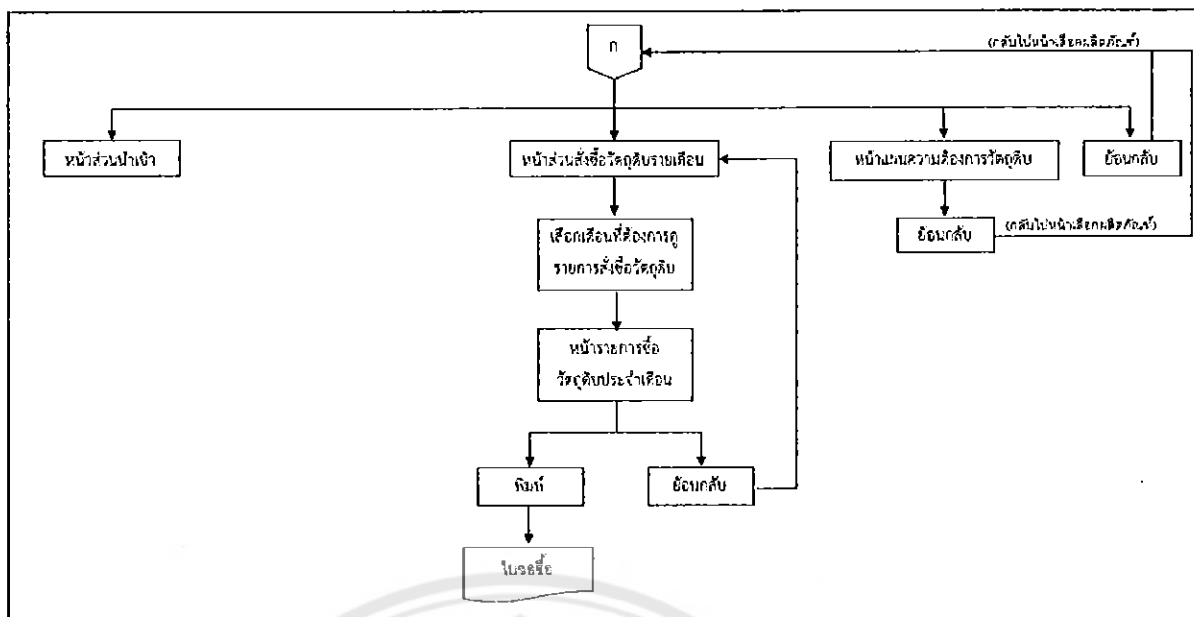 ก
(กลับไปหน้าเลือกผลิตภัณฑ์)
หน้าส่วนนำเข้า
หน้าส่วนสั่งซื้อวัตถุดิบรายเดือน
หน้าแผนความต้องการวัตถุดิบ
ย้อนกลับ
ย้อนกลับ
(กลับไปหน้าเลือกผลิตภัณฑ์)
เลือกเดือนที่ต้องการดู
รายการสั่งซื้อวัตถุดิบ
หน้ารายการซื้อ
วัตถุดิบประจำเดือน
พิมพ์
ย้อนกลับ
ใบขอซื้อ